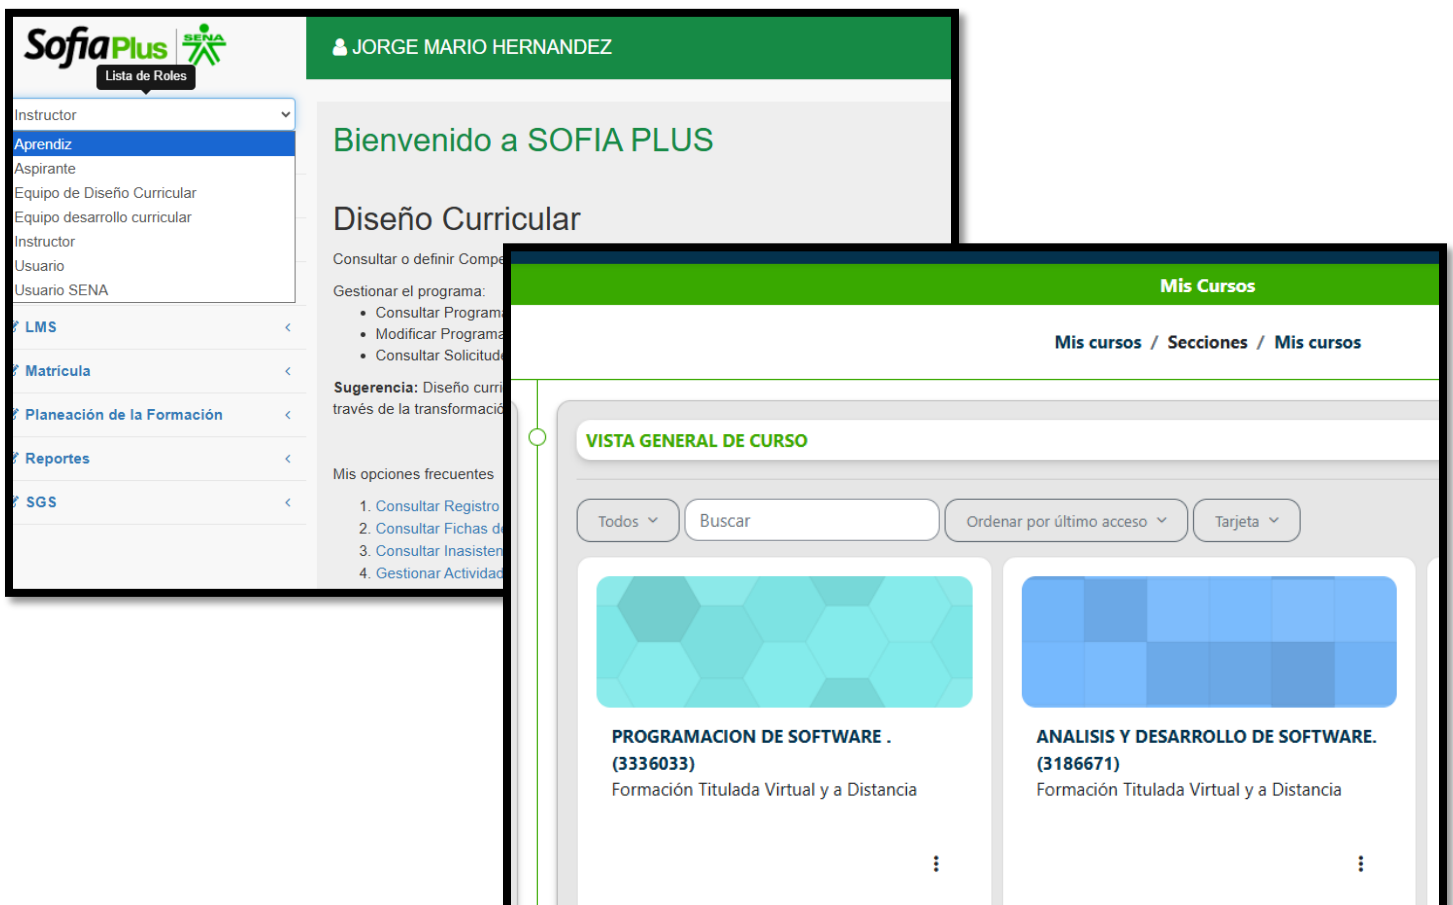 SofiaPlus
SENA
Lista de Roles
JORGE MARIO HERNANDEZ
Instructor
Aprendiz
Aspirante
Equipo de Diseño Curricular
Equipo desarrollo curricular
Instructor
Usuario
Usuario SENA
LMS
Matricula
Planeación de la Formación
Reportes
SGS
Bienvenido a SOFIA PLUS
Diseño Curricular
Consultar o definir Compe
Gestionar el programa:
• Consultar Program
• Modificar Programa
• Consultar Solicitud
Sugerencia: Diseño curri
través de la transformació
Mis opciones frecuentes
1. Consultar Registro
2. Consultar Fichas de
3. Consultar Inasisten
4. Gestionar Actividad
Mis Cursos
Mis cursos / Secciones / Mis cursos
VISTA GENERAL DE CURSO
Todos
Buscar
Ordenar por último acceso
Tarjeta
PROGRAMACION DE SOFTWARE .
(3336033)
Formación Titulada Virtual y a Distancia
ANALISIS Y DESARROLLO DE SOFTWARE.
(3186671)
Formación Titulada Virtual y a Distancia